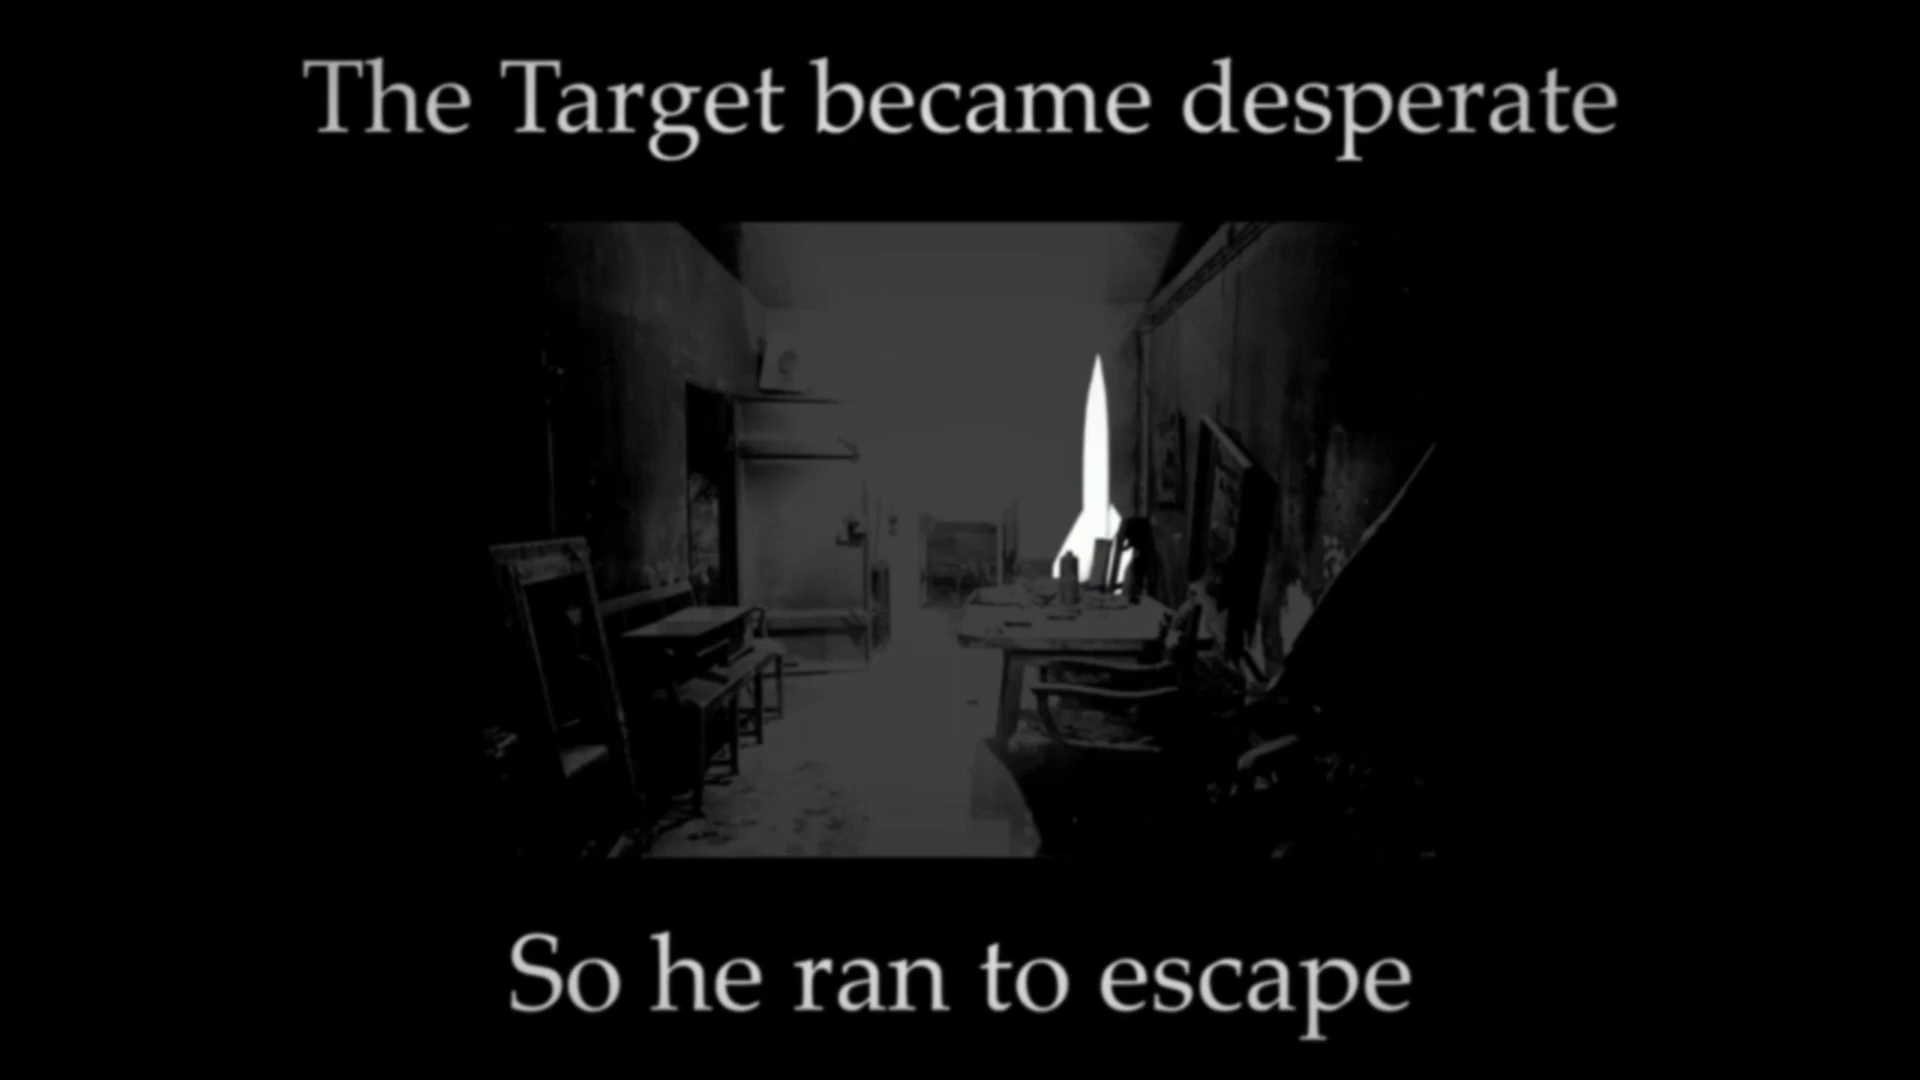 The Target became desperate
So he ran to escape